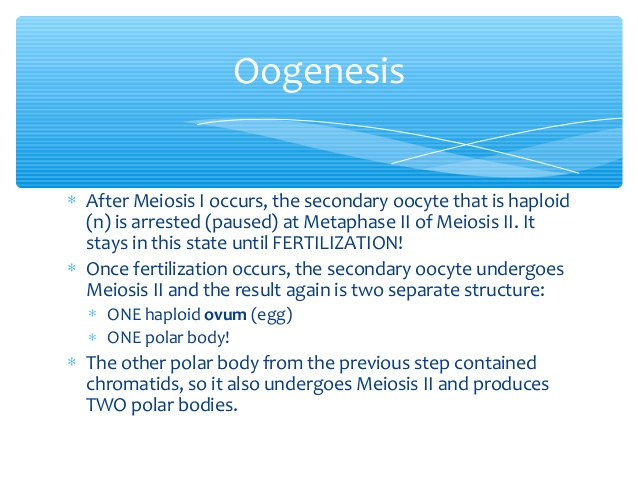 Oogenesis
* After Meiosis I occurs, the secondary oocyte that is haploid
(n) is arrested (paused) at Metaphase II of Meiosis II. It
stays in this state until FERTILIZATION!
* Once fertilization occurs, the secondary oocyte undergoes
Meiosis II and the result again is two separate structure:
* ONE haploid ovum (egg)
* ONE polar body!
* The other polar body from the previous step contained
chromatids, so it also undergoes Meiosis II and produces
TWO polar bodies.